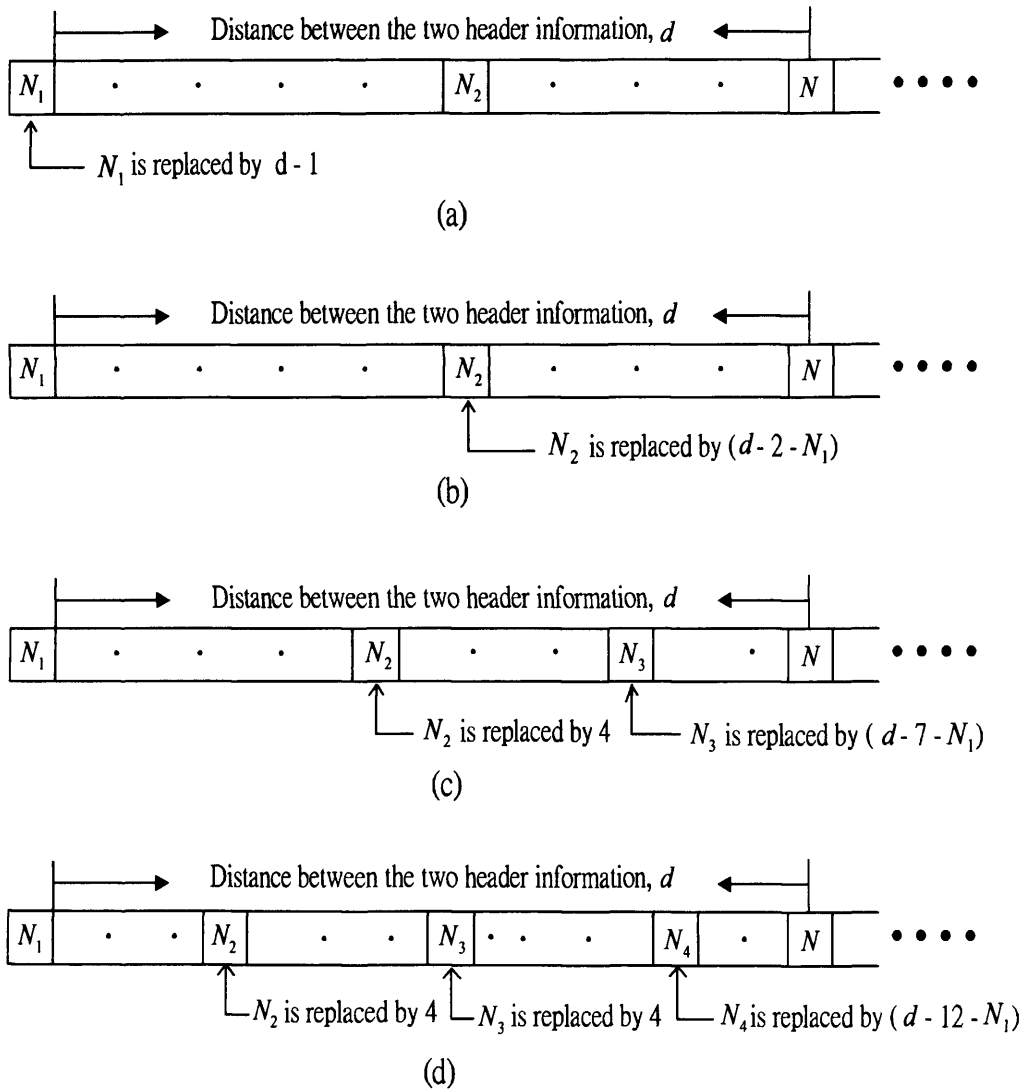 Distance between the two header information, d
N₁ · · · · N₂ · · · N ••••
N₁ is replaced by d - 1
(a)
Distance between the two header information, d
N₁ · · · · N₂ · · · N ••••
N₂ is replaced by (d - 2 - N₁)
(b)
Distance between the two header information, d
N₁ · · · N₂ · · N₃ · N ••••
N₂ is replaced by 4 N₃ is replaced by ( d - 7 - N₁)
(c)
Distance between the two header information, d
N₁ · · N₂ · · N₃ · · · N₄ · N ••••
N₂ is replaced by 4 N₃ is replaced by 4 N₄ is replaced by ( d - 12 - N₁)
(d)